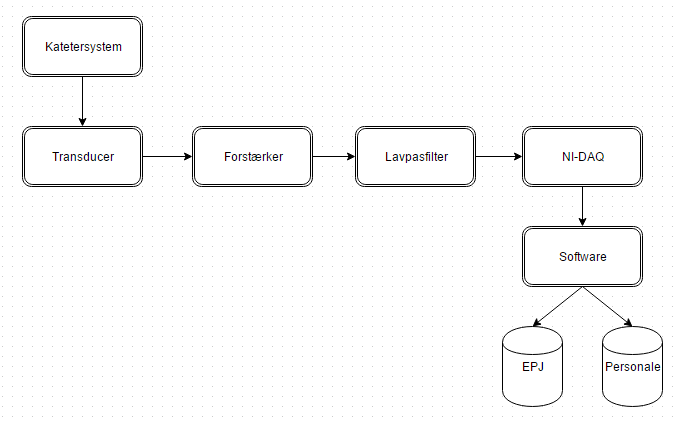 Katetersystem
Transducer
Forstærker
Lavpasfilter
NI-DAQ
Software
EPJ
Personale